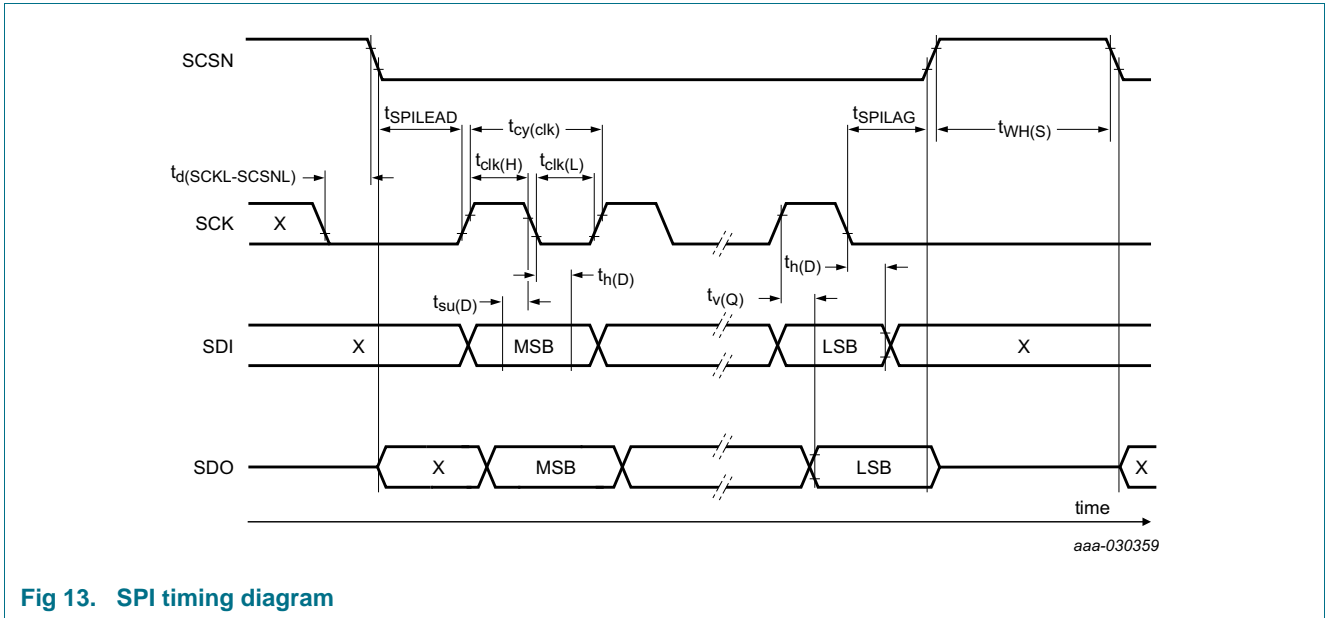 SCSN
tSPILEAD
tcy(clk)
tSPILAG
tWH(S)
tclk(H)
tclk(L)
td(SCKL-SCSNL)
SCK
X
th(D)
th(D)
tsu(D)
tv(Q)
SDI
X
MSB
LSB
X
SDO
X
MSB
LSB
X
time
aaa-030359
Fig 13. SPI timing diagram